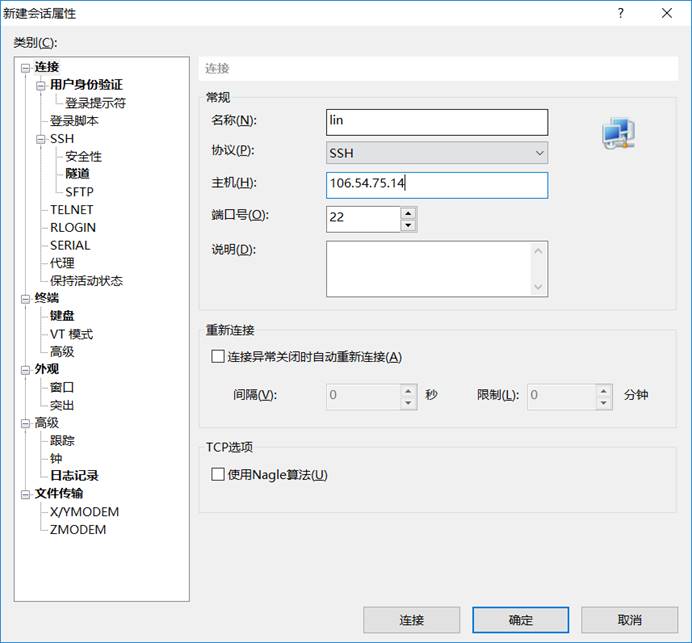 新建会话属性
类别(C):
连接
用户身份验证
登录提示符
登录脚本
SSH
安全性
隧道
SFTP
TELNET
RLOGIN
SERIAL
代理
保持活动状态
终端
键盘
VT 模式
高级
外观
窗口
突出
高级
跟踪
钟
日志记录
文件传输
X/YMODEM
ZMODEM
连接
常规
名称(N): lin
协议(P): SSH
主机(H): 106.54.75.14
端口号(O): 22
说明(D):
重新连接
连接异常关闭时自动重新连接(A)
间隔(V): 0 秒 限制(L): 0 分钟
TCP选项
使用Nagle算法(U)
连接 确定 取消